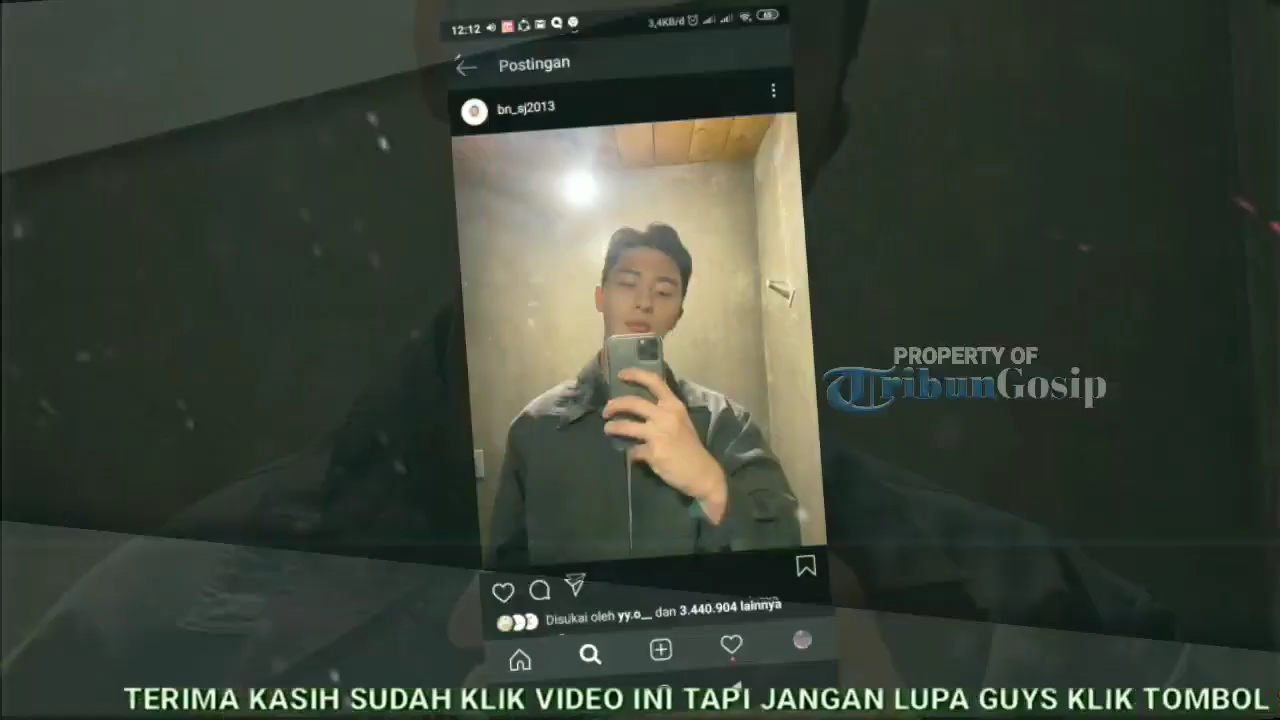 12:12
3,4KB/d
65
Postingan
bn_sj2013
PROPERTY OF
TribunGosip
Disukai oleh yy.o__ dan 3.440.904 lainnya
TERIMA KASIH SUDAH KLIK VIDEO INI TAPI JANGAN LUPA GUYS KLIK TOMBOL